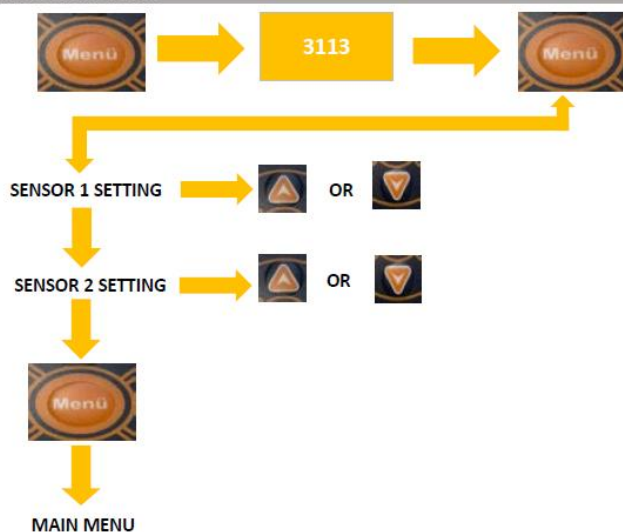 Menü
3113
Menü
SENSOR 1 SETTING
OR
SENSOR 2 SETTING
OR
Menü
MAIN MENU